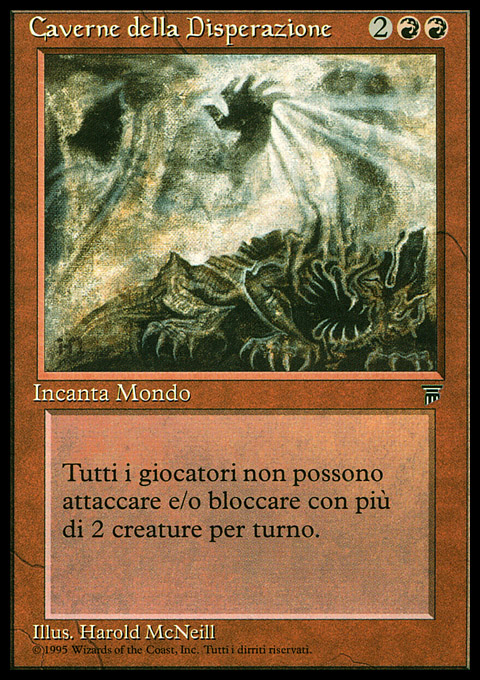 Caverne della Disperazione 2
Incanta Mondo
Tutti i giocatori non possono
attaccare e/o bloccare con più
di 2 creature per turno.
Illus. Harold McNeill
©1995 Wizards of the Coast, Inc. Tutti i dirriti riservati.